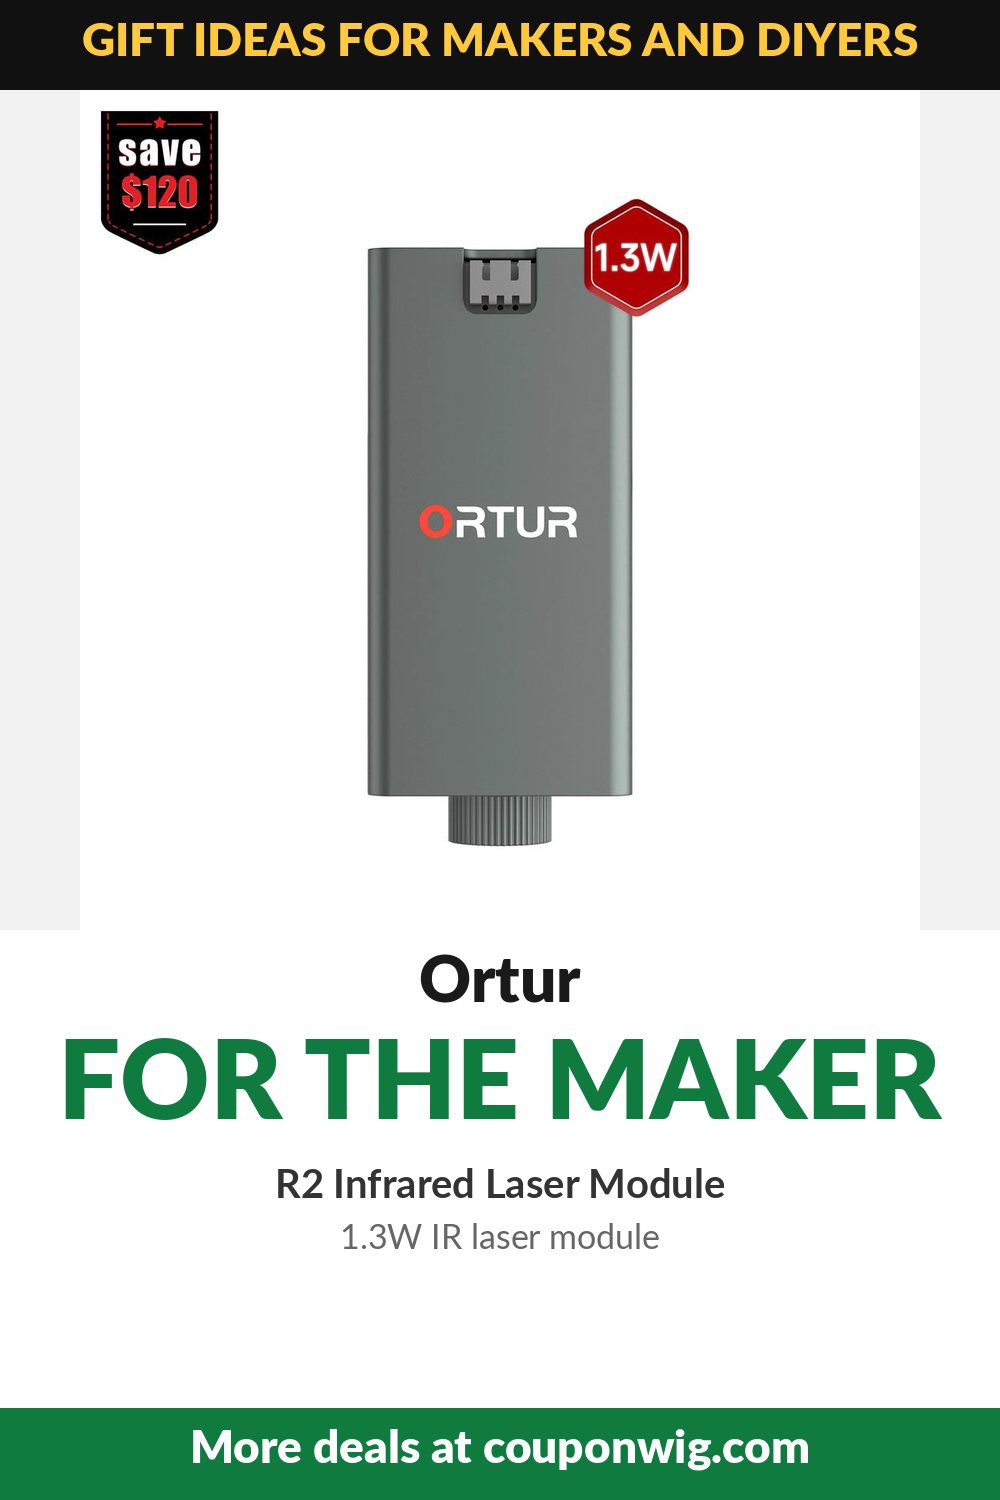 GIFT IDEAS FOR MAKERS AND DIYERS
save
$120
1.3W
ORTUR
Ortur
FOR THE MAKER
R2 Infrared Laser Module
1.3W IR laser module
More deals at couponwig.com